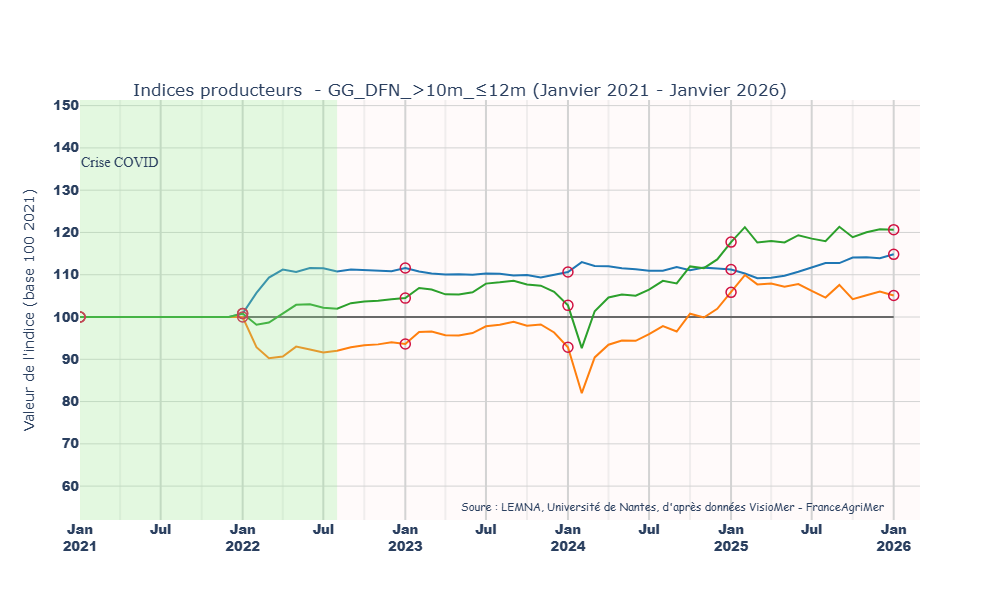 Indices producteurs - GG_DFN_>10m_≤12m (Janvier 2021 - Janvier 2026)
Valeur de l'indice (base 100 2021)
150
140
Crise COVID
130
120
110
100
90
80
70
60
Soure : LEMNA, Université de Nantes, d'après données VisioMer - FranceAgriMer
Jan Jul Jan Jul Jan Jul Jan Jul Jan Jul Jan
2021 2022 2023 2024 2025 2026